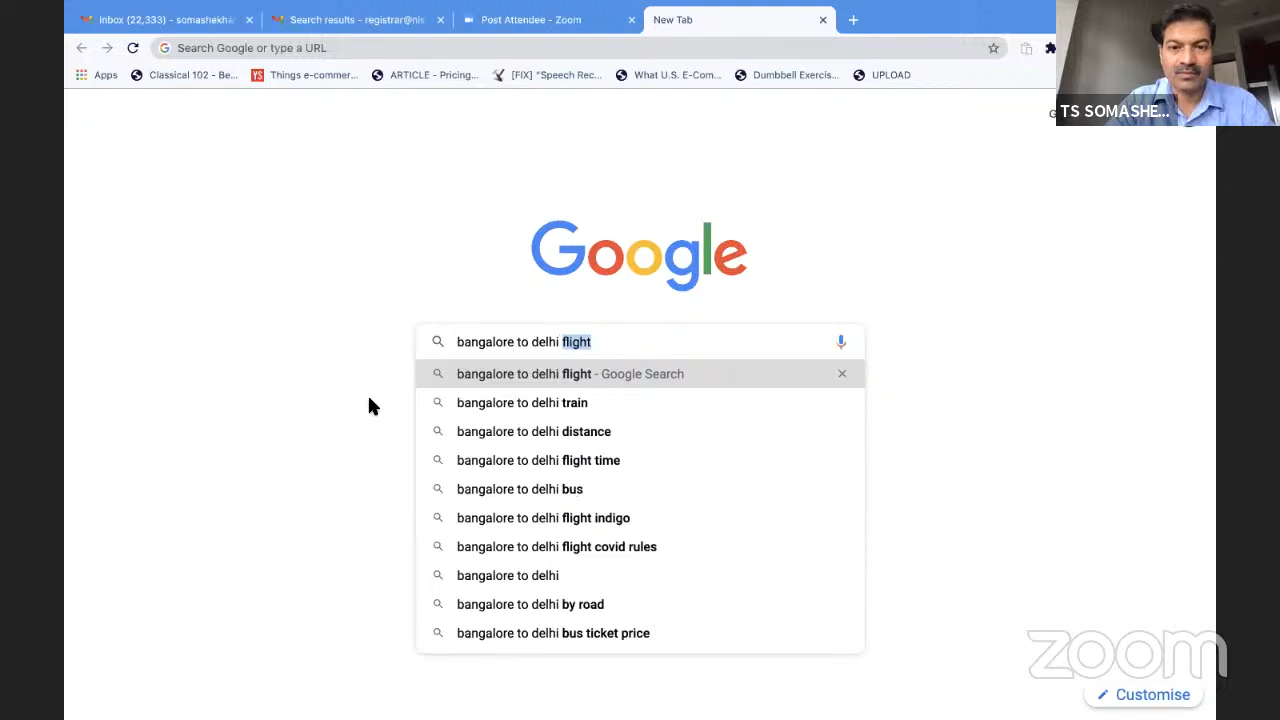 Inbox (22,333) - somashekha
Search results - registrar@nis
Post Attendee - Zoom
New Tab
Search Google or type a URL
Apps
Classical 102 - Be...
Things e-commer...
ARTICLE - Pricing...
[FIX] "Speech Rec...
What U.S. E-Com...
Dumbbell Exercis...
UPLOAD
TS SOMASHE...
Google
bangalore to delhi flight
bangalore to delhi flight - Google Search
bangalore to delhi train
bangalore to delhi distance
bangalore to delhi flight time
bangalore to delhi bus
bangalore to delhi flight indigo
bangalore to delhi flight covid rules
bangalore to delhi
bangalore to delhi by road
bangalore to delhi bus ticket price
zoom
Customise